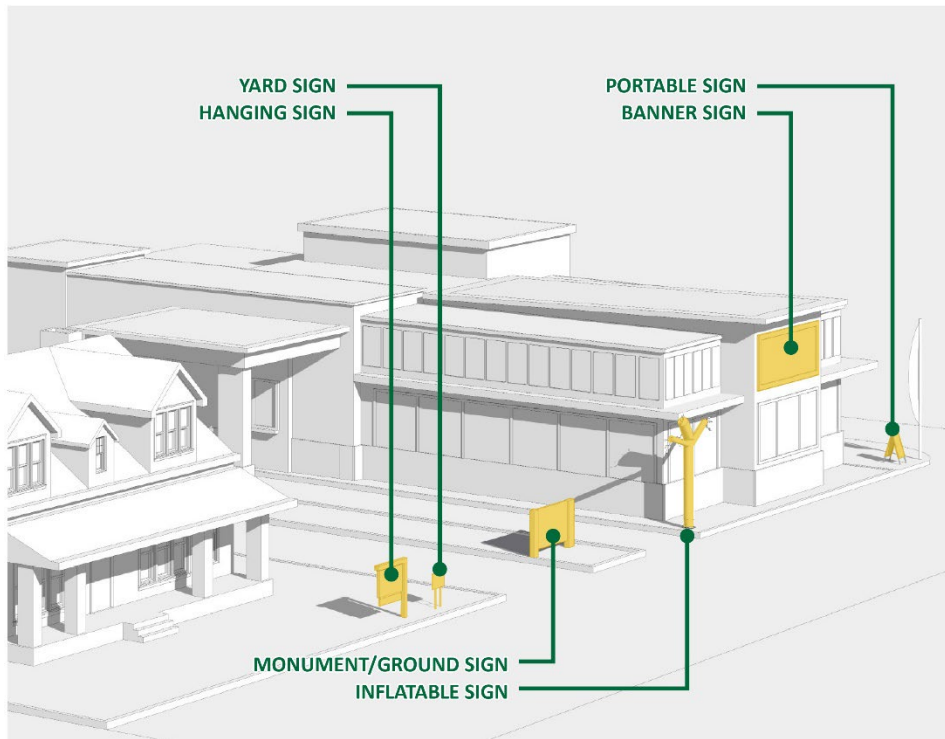 YARD SIGN
HANGING SIGN
PORTABLE SIGN
BANNER SIGN
MONUMENT/GROUND SIGN
INFLATABLE SIGN